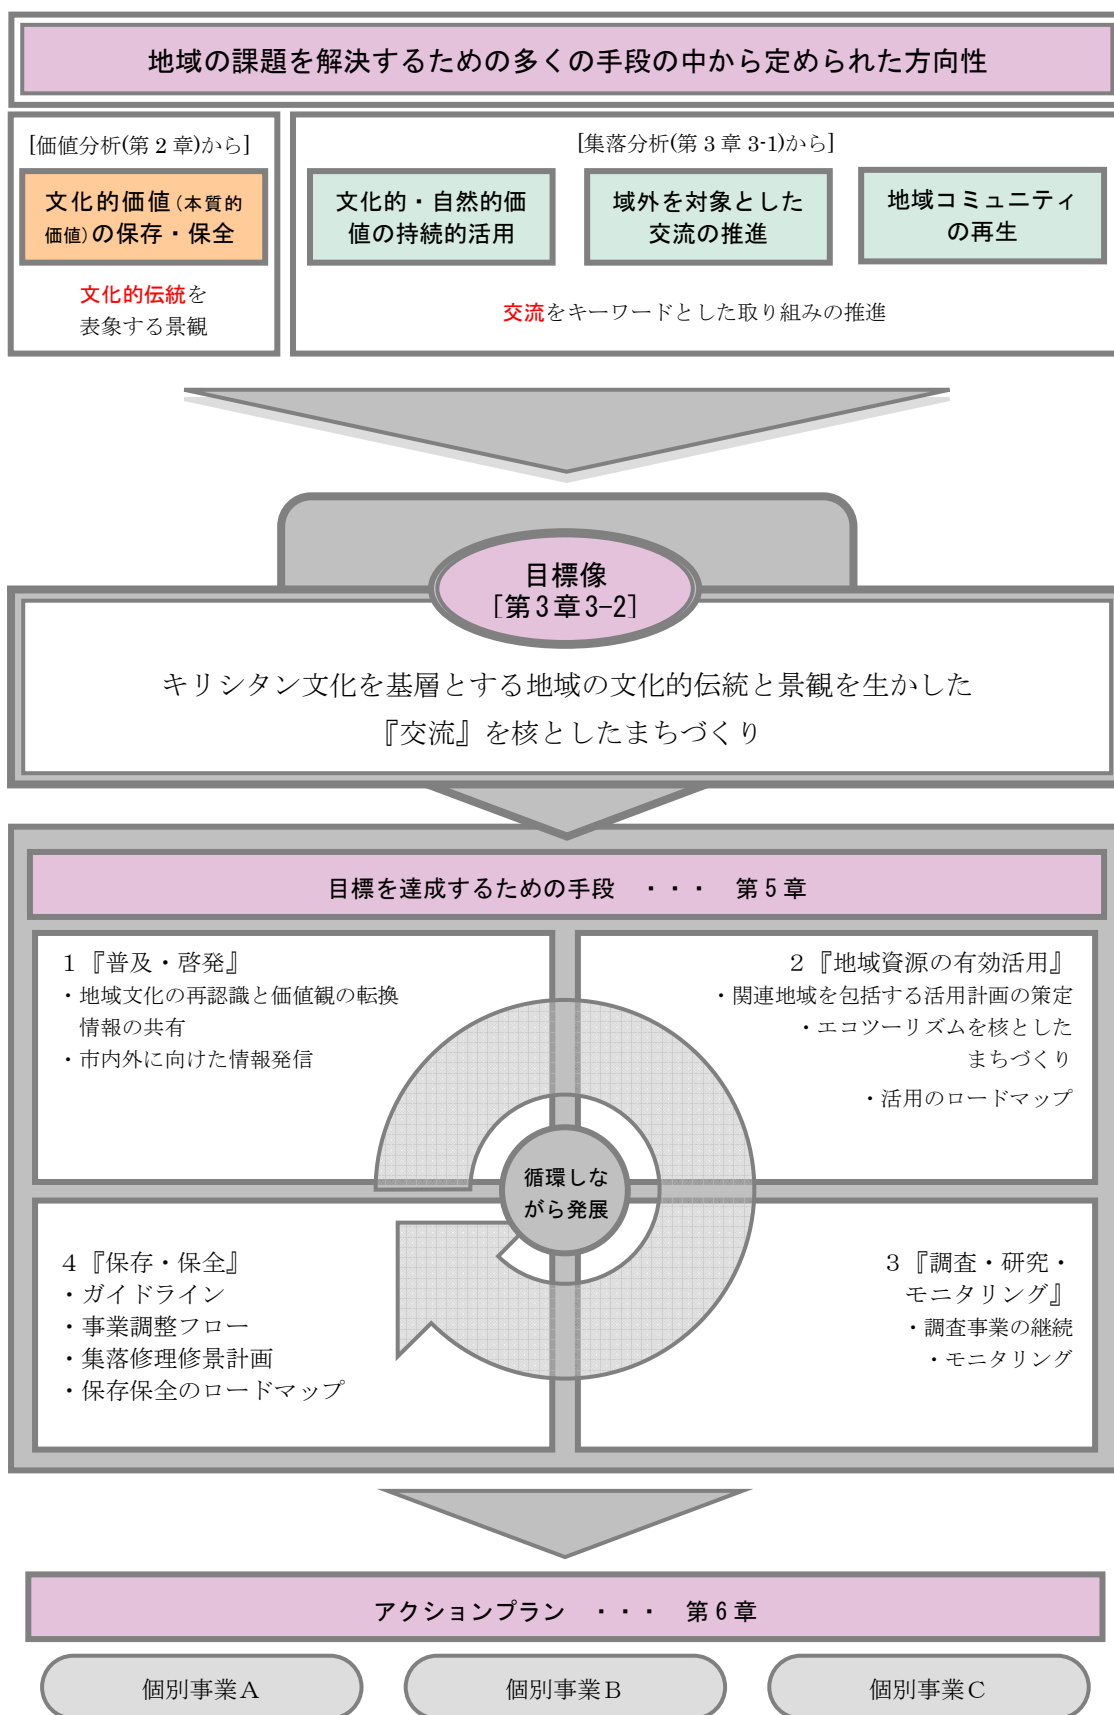 地域の課題を解決するための多くの手段の中から定められた方向性
[価値分析(第2章)から]
文化的価値(本質的
価値)の保存・保全
文化的伝統を
表象する景観
[集落分析(第3章 3-1)から]
文化的・自然的価
値の持続的活用
域外を対象とした
交流の推進
地域コミュニティ
の再生
交流をキーワードとした取り組みの推進
目標像
[第3章3-2]
キリシタン文化を基層とする地域の文化的伝統と景観を生かした
『交流』を核としたまちづくり
目標を達成するための手段 ・・・ 第5章
1『普及・啓発』
・地域文化の再認識と価値観の転換
情報の共有
・市内外に向けた情報発信
2『地域資源の有効活用』
・関連地域を包括する活用計画の策定
・エコツーリズムを核とした
まちづくり
・活用のロードマップ
循環しな
がら発展
4『保存・保全』
・ガイドライン
・事業調整フロー
・集落修理修景計画
・保存保全のロードマップ
3『調査・研究・
モニタリング』
・調査事業の継続
・モニタリング
アクションプラン ・・・ 第6章
個別事業A
個別事業B
個別事業C